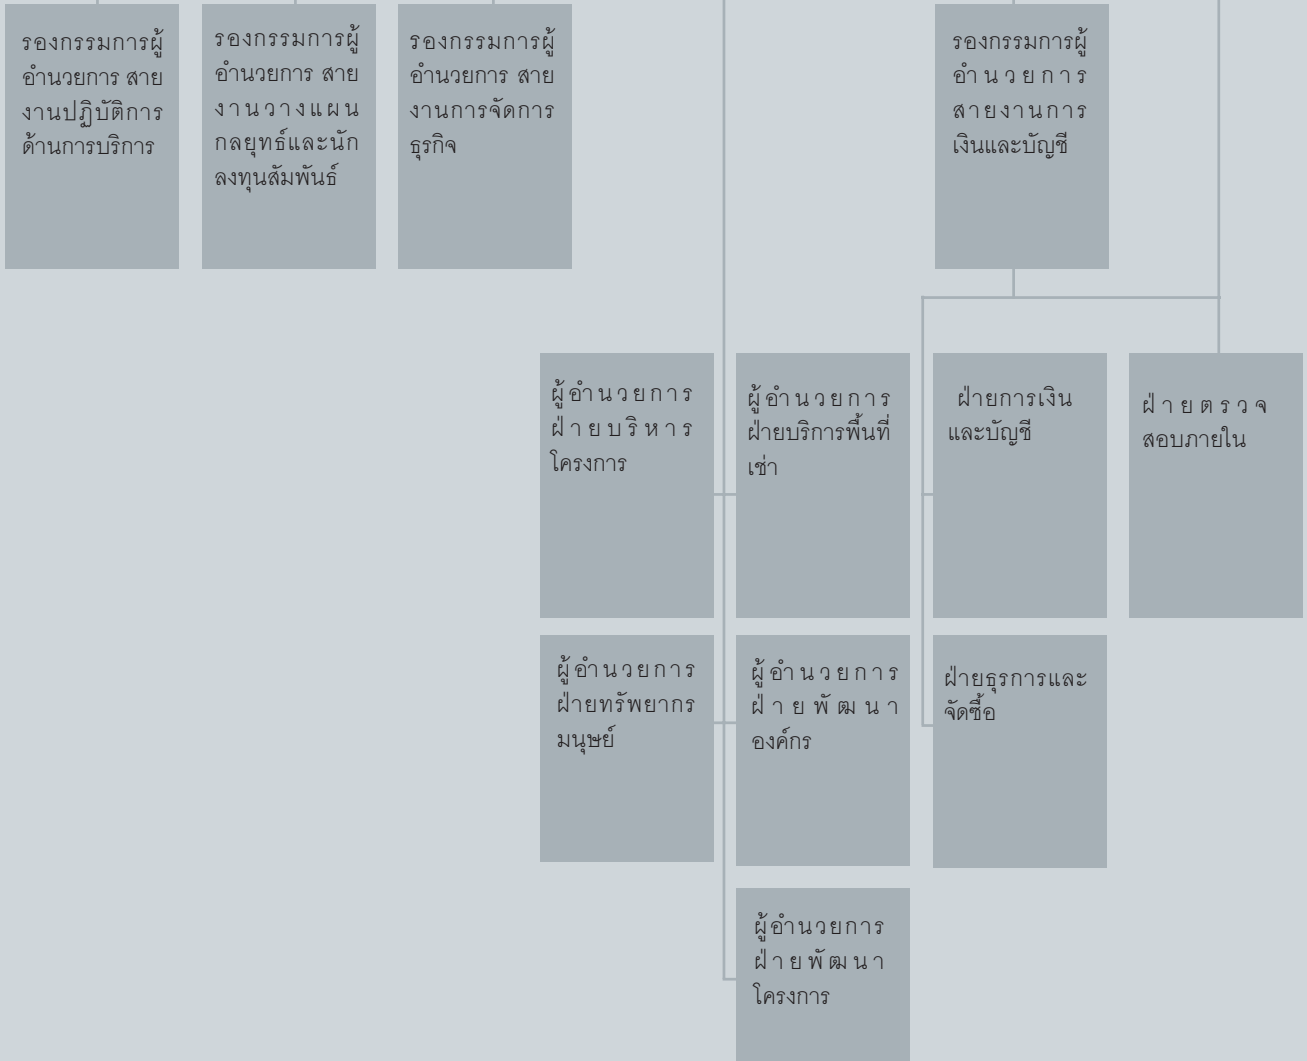 รองกรรมการผู้
อำนวยการ สาย
งานปฏิบัติการ
ด้านการบริการ
รองกรรมการผู้
อำนวยการ สาย
งานวางแผน
กลยุทธ์และนัก
ลงทุนสัมพันธ์
รองกรรมการผู้
อำนวยการ สาย
งานการจัดการ
ธุรกิจ
รองกรรมการผู้
อำนวยการ
สายงานการ
เงินและบัญชี
ผู้อำนวยการ
ฝ่ายบริหาร
โครงการ
ผู้อำนวยการ
ฝ่ายบริการพื้นที่
เช่า
ฝ่ายการเงิน
และบัญชี
ฝ่ายตรวจ
สอบภายใน
ผู้อำนวยการ
ฝ่ายทรัพยากร
มนุษย์
ผู้อำนวยการ
ฝ่ายพัฒนา
องค์กร
ฝ่ายธุรการและ
จัดซื้อ
ผู้อำนวยการ
ฝ่ายพัฒนา
โครงการ